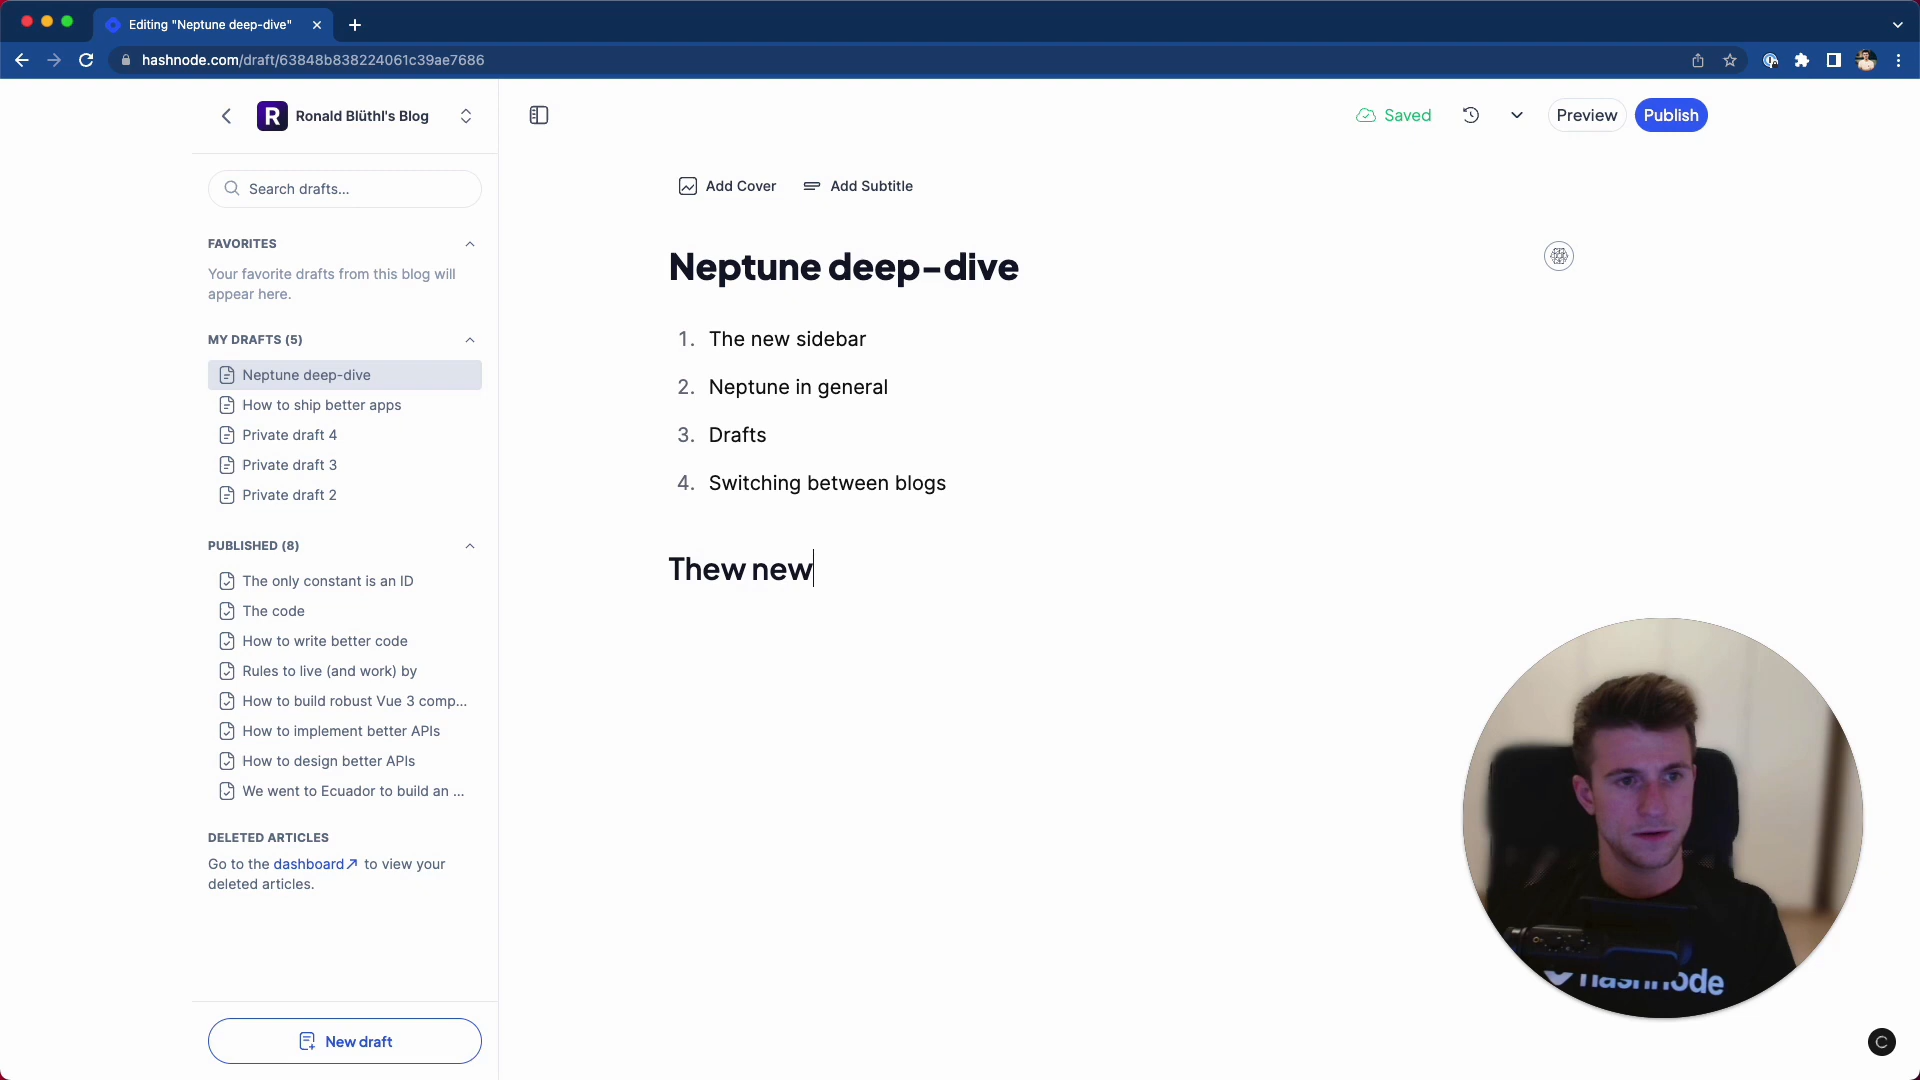 Editing "Neptune deep-dive"
hashnode.com/draft/63848b838224061c39ae7686
R Ronald Blüthl's Blog
Saved
Preview
Publish
Search drafts...
Add Cover
Add Subtitle
FAVORITES
Your favorite drafts from this blog will
appear here.
MY DRAFTS (5)
Neptune deep-dive
How to ship better apps
Private draft 4
Private draft 3
Private draft 2
PUBLISHED (8)
The only constant is an ID
The code
How to write better code
Rules to live (and work) by
How to build robust Vue 3 comp...
How to implement better APIs
How to design better APIs
We went to Ecuador to build an ...
DELETED ARTICLES
Go to the dashboard to view your
deleted articles.
New draft
Neptune deep-dive
1. The new sidebar
2. Neptune in general
3. Drafts
4. Switching between blogs
Thew new
hashnode
C